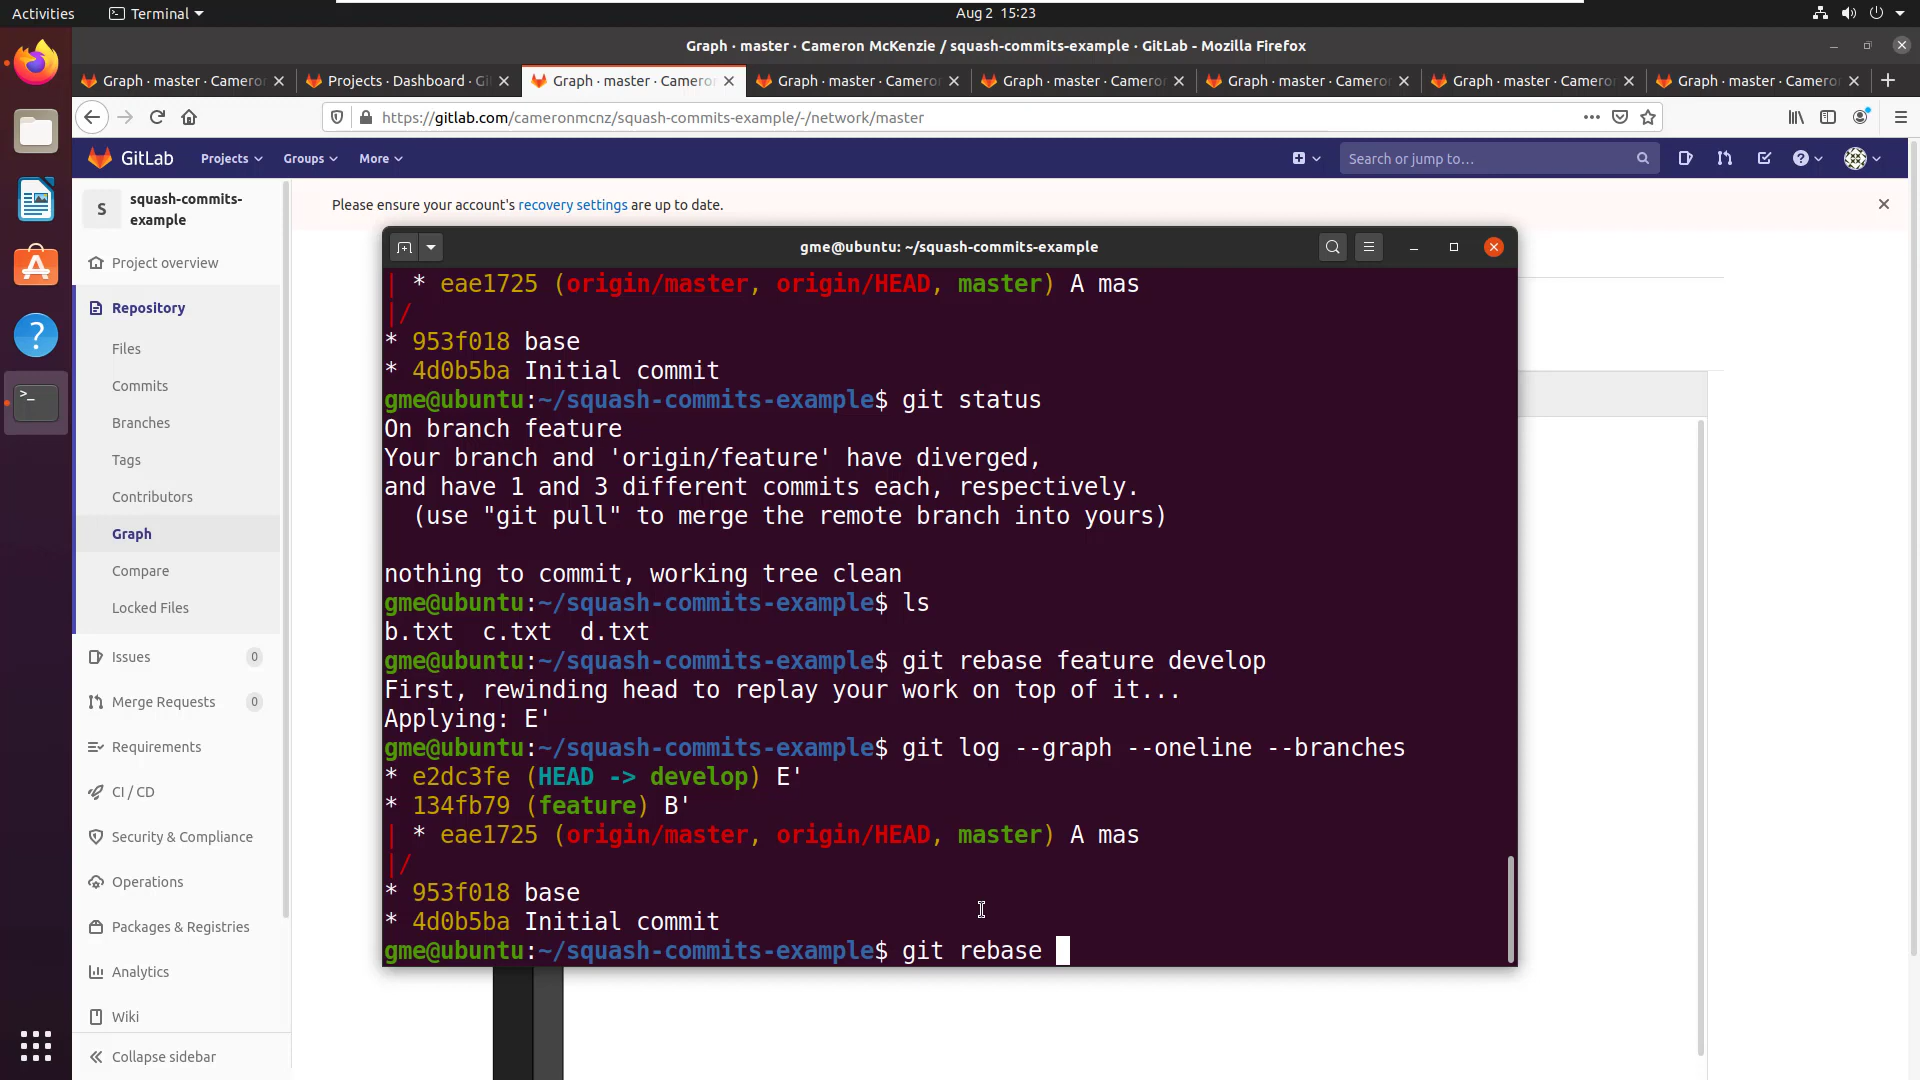 Activities
Terminal
Aug 2 15:23
Graph · master · Cameron McKenzie / squash-commits-example · GitLab - Mozilla Firefox
Graph · master · Camero
Projects · Dashboard · Gi
Graph · master · Camero
Graph · master · Camero
Graph · master · Camero
Graph · master · Camero
Graph · master · Camero
Graph · master · Camero
https://gitlab.com/cameronmcnz/squash-commits-example/-/network/master
GitLab
Projects
Groups
More
Search or jump to...
S
squash-commits-
example
Please ensure your account's recovery settings are up to date.
Project overview
Repository
Files
Commits
Branches
Tags
Contributors
Graph
Compare
Locked Files
Issues 0
Merge Requests 0
Requirements
CI / CD
Security & Compliance
Operations
Packages & Registries
Analytics
Wiki
Collapse sidebar
gme@ubuntu: ~/squash-commits-example
| * eae1725 (origin/master, origin/HEAD, master) A mas
|/
* 953f018 base
* 4d0b5ba Initial commit
gme@ubuntu:~/squash-commits-example$ git status
On branch feature
Your branch and 'origin/feature' have diverged,
and have 1 and 3 different commits each, respectively.
(use "git pull" to merge the remote branch into yours)
nothing to commit, working tree clean
gme@ubuntu:~/squash-commits-example$ ls
b.txt c.txt d.txt
gme@ubuntu:~/squash-commits-example$ git rebase feature develop
First, rewinding head to replay your work on top of it...
Applying: E'
gme@ubuntu:~/squash-commits-example$ git log --graph --oneline --branches
* e2dc3fe (HEAD -> develop) E'
* 134fb79 (feature) B'
| * eae1725 (origin/master, origin/HEAD, master) A mas
|/
* 953f018 base
* 4d0b5ba Initial commit
gme@ubuntu:~/squash-commits-example$ git rebase